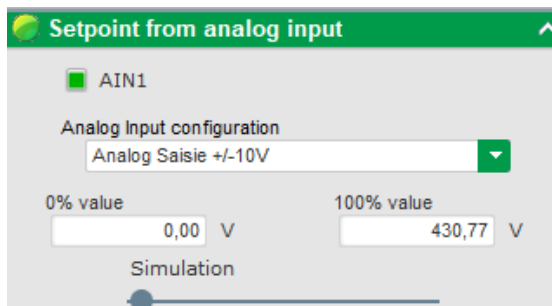 Setpoint from analog input
AIN1
Analog Input configuration
Analog Saisie +/-10V
0% value 100% value
0,00 V 430,77 V
Simulation